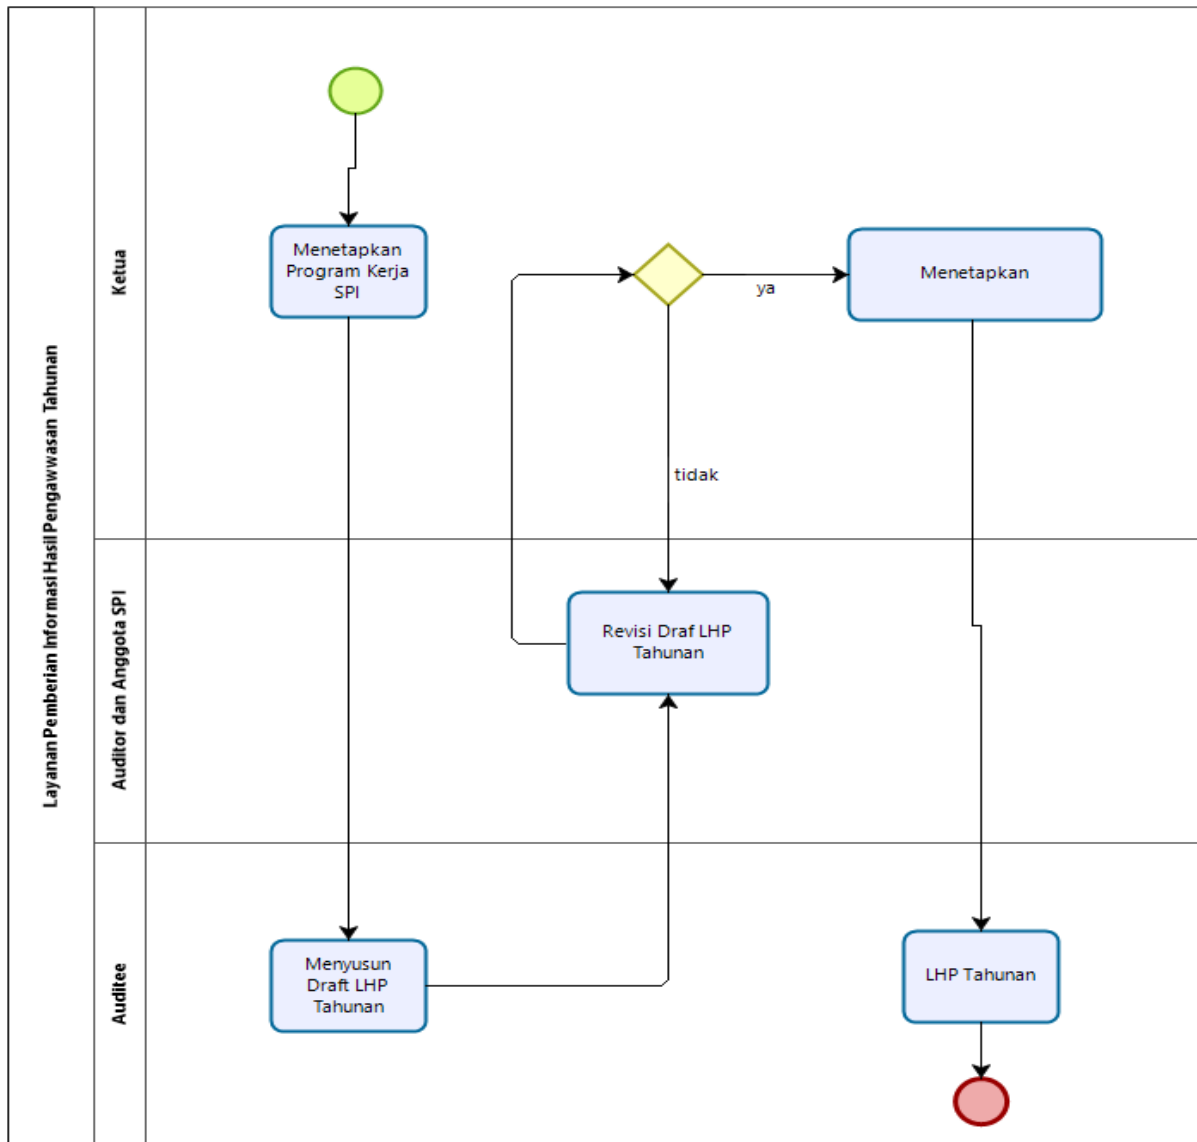 Layanan Pemberian Informasi Hasil Pengawwasan Tahunan
Ketua
Menetapkan
Program Kerja
SPI
ya
Menetapkan
tidak
Auditor dan Anggota SPI
Revisi Draf LHP
Tahunan
Auditee
Menyusun
Draft LHP
Tahunan
LHP Tahunan